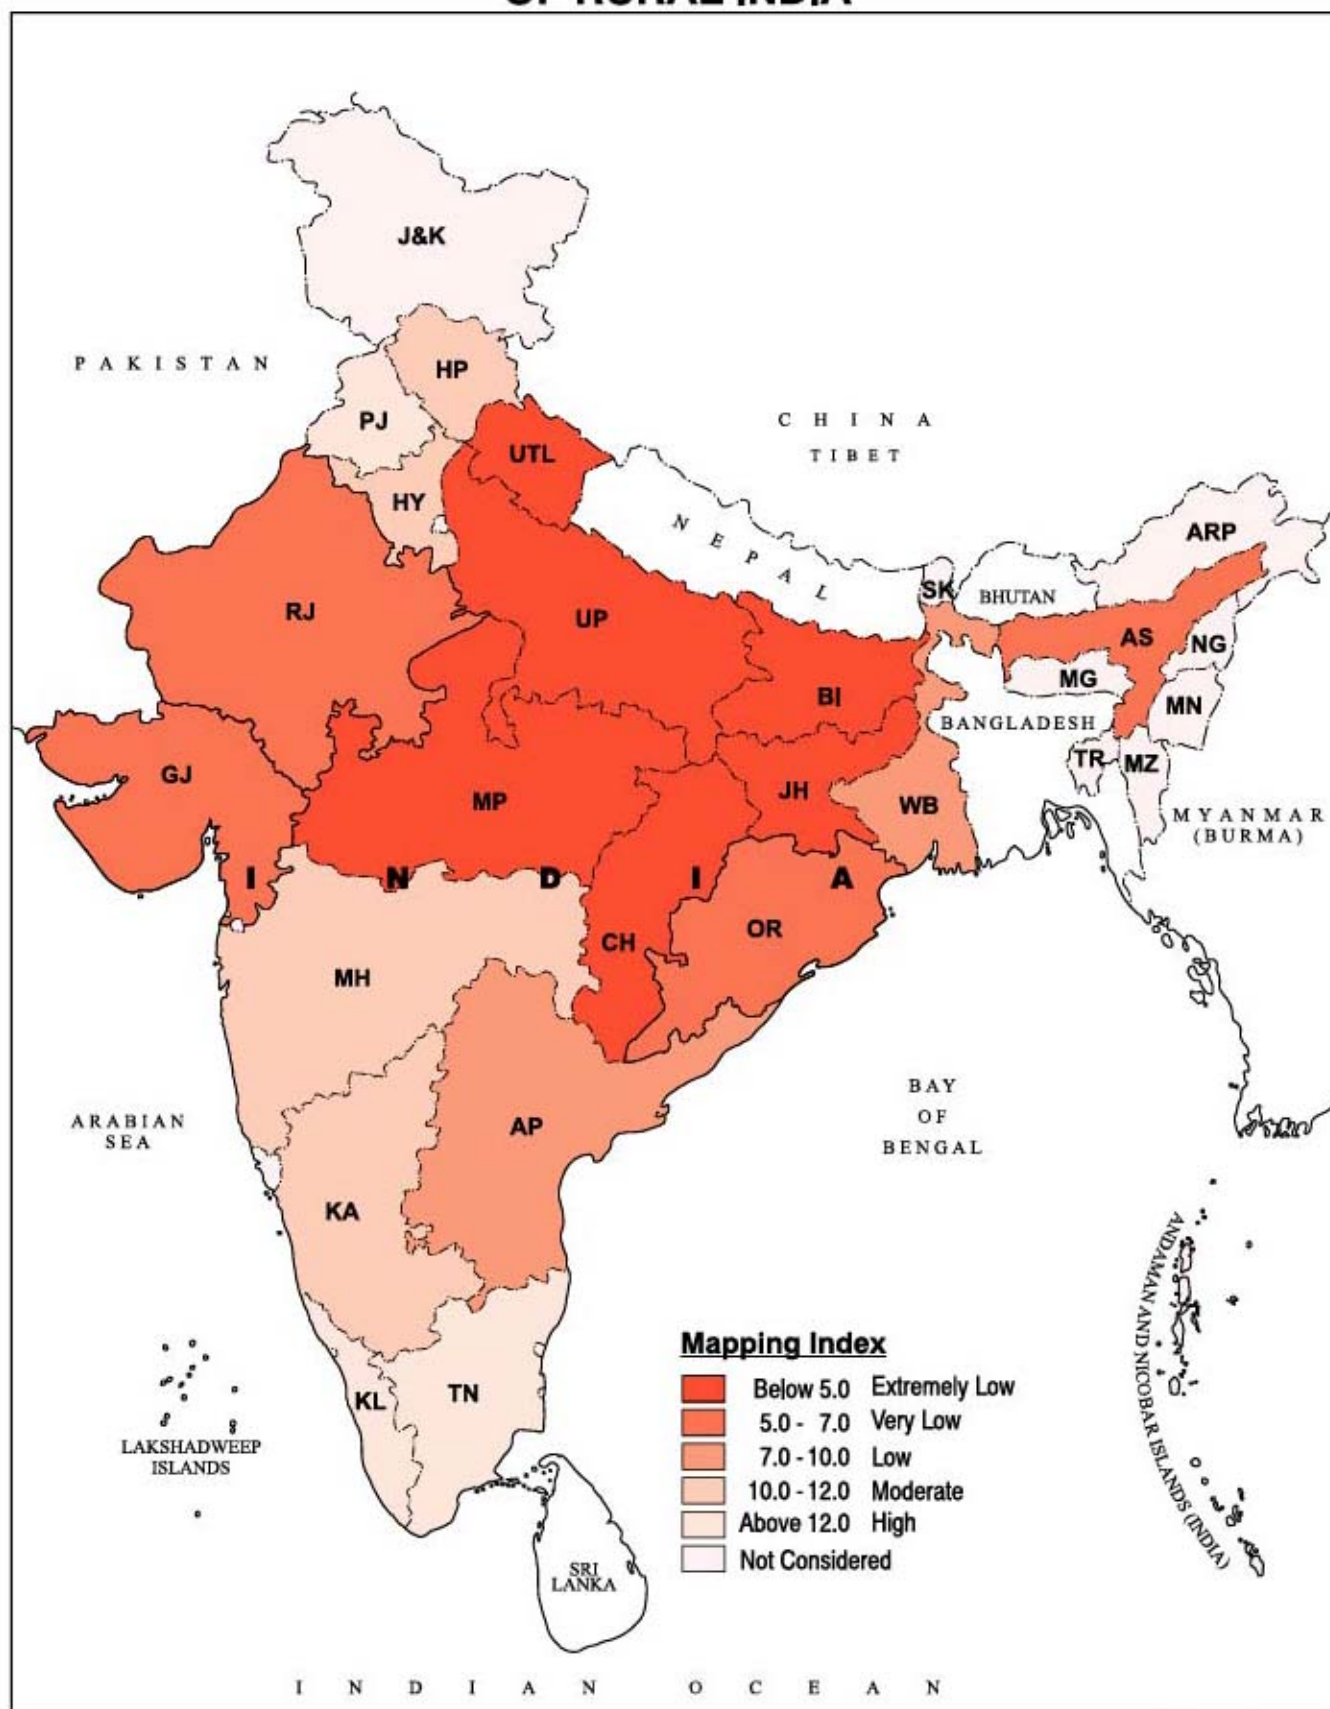 OF RURAL INDIA
J&K
PAKISTAN
HP
PJ
CHINA
TIBET
UTL
HY
NEPAL
ARP
SK
BHUTAN
RJ
UP
AS
NG
MG
BI
MN
BANGLADESH
GJ
TR
MZ
MP
JH
WB
MYANMAR
(BURMA)
INDIA
CH
OR
MH
BAY
OF
BENGAL
ARABIAN
SEA
AP
KA
ANDAMAN AND NICOBAR ISLANDS (INDIA)
Mapping Index
Below 5.0 Extremely Low
5.0 - 7.0 Very Low
7.0 - 10.0 Low
10.0 - 12.0 Moderate
Above 12.0 High
Not Considered
KL
TN
LAKSHADWEEP
ISLANDS
SRI
LANKA
INDIAN OCEAN